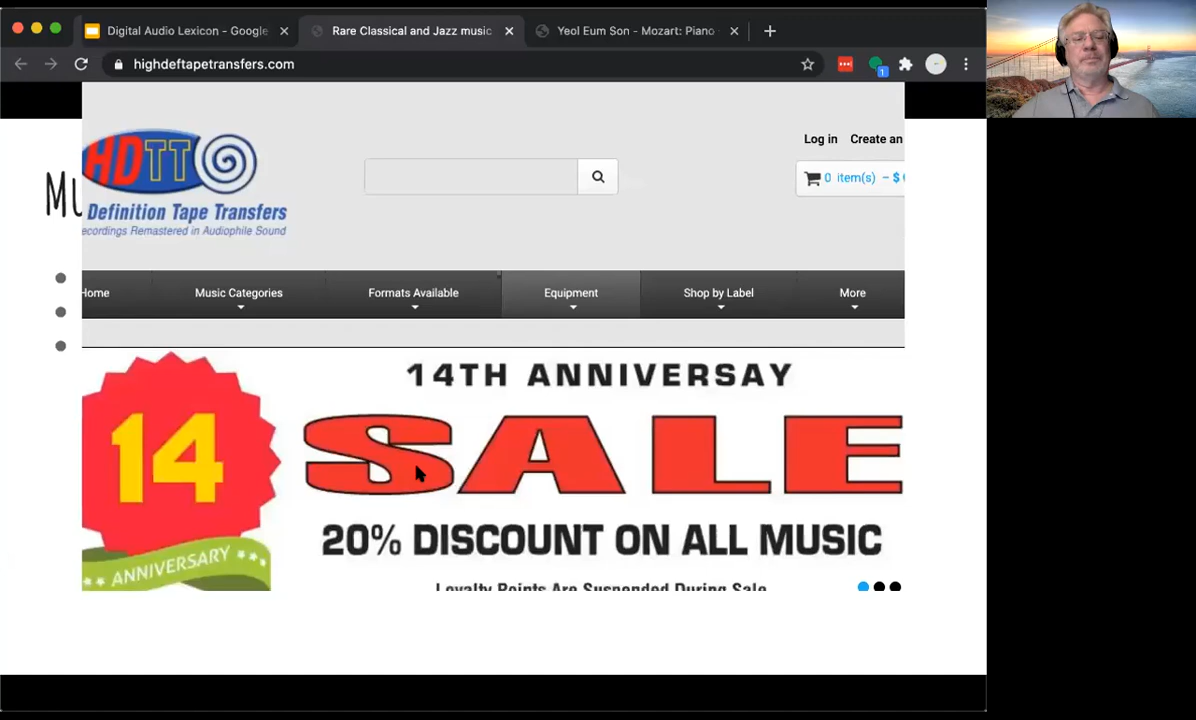 Digital Audio Lexicon - Google
Rare Classical and Jazz music
Yeol Eum Son - Mozart: Piano
highdeftapetransfers.com
1
HDTT
Definition Tape Transfers
ecordings Remastered in Audiophile Sound
Log in Create an
0 item(s) – $
Mu
Home
Music Categories
Formats Available
Equipment
Shop by Label
More
14TH ANNIVERSAY
14
SALE
20% DISCOUNT ON ALL MUSIC
ANNIVERSARY
Loyalty Points Are Suspended During Sale